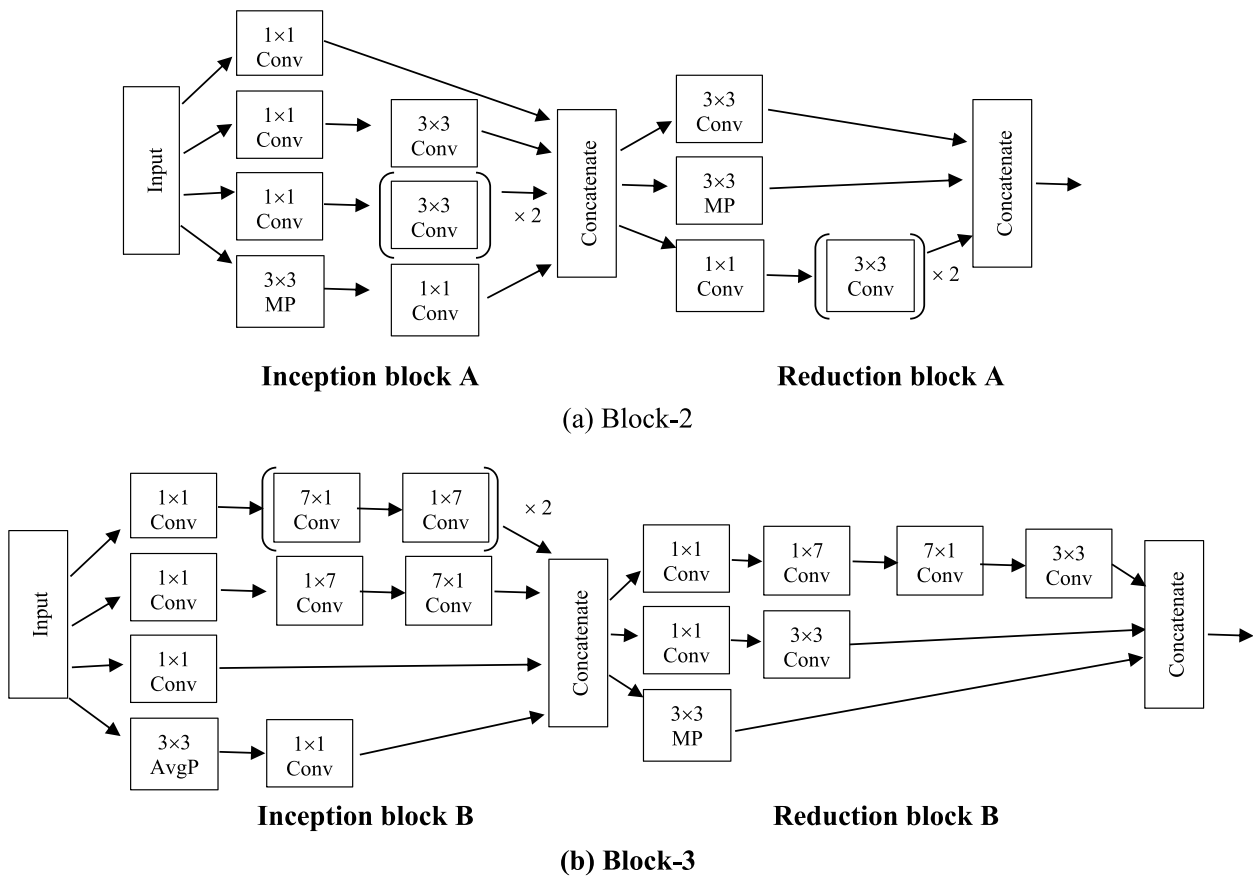 1×1
Conv
1×1
Conv
3×3
Conv
1×1
Conv
3×3
Conv
× 2
3×3
MP
1×1
Conv
Input
Concatenate
3×3
Conv
3×3
MP
1×1
Conv
3×3
Conv
× 2
Concatenate
Inception block A
Reduction block A
(a) Block-2
1×1
Conv
7×1
Conv
1×7
Conv
× 2
1×1
Conv
1×7
Conv
7×1
Conv
1×1
Conv
3×3
AvgP
1×1
Conv
Input
Concatenate
1×1
Conv
1×7
Conv
7×1
Conv
3×3
Conv
1×1
Conv
3×3
Conv
3×3
MP
Concatenate
Inception block B
Reduction block B
(b) Block-3